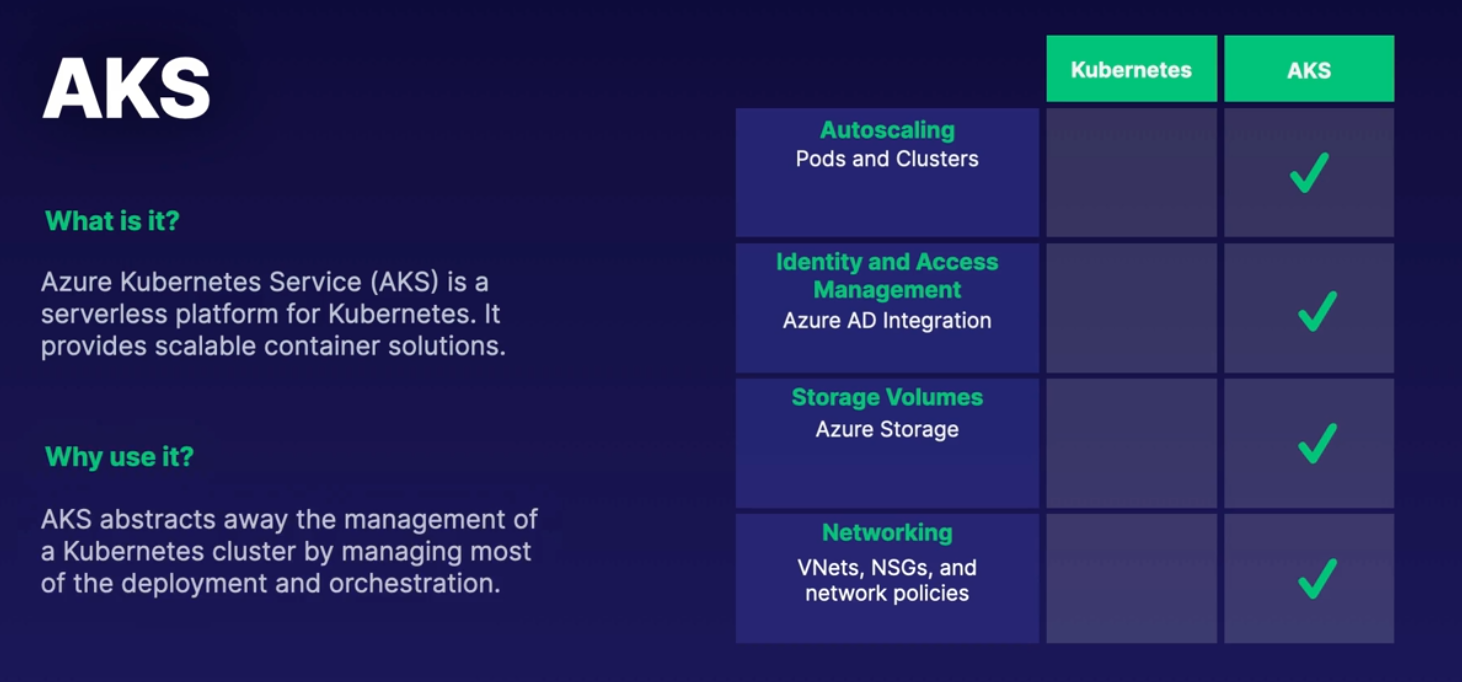 AKS
What is it?
Azure Kubernetes Service (AKS) is a
serverless platform for Kubernetes. It
provides scalable container solutions.
Why use it?
AKS abstracts away the management of
a Kubernetes cluster by managing most
of the deployment and orchestration.
Kubernetes
AKS
Autoscaling
Pods and Clusters
Identity and Access
Management
Azure AD Integration
Storage Volumes
Azure Storage
Networking
VNets, NSGs, and
network policies